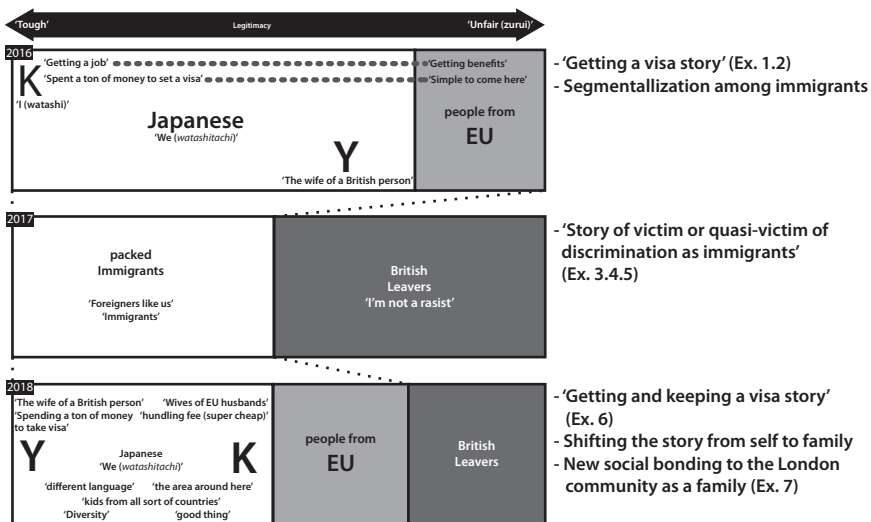 ‘Tough’ Legitimacy ‘Unfair (zurui)’
2016
‘Getting a job’ ‘Getting benefits’
‘Spent a ton of money to set a visa’ ‘Simple to come here’
K
‘I (watashi)’
Japanese
‘We (watashitachi)’
Y
‘The wife of a British person’
people from
EU
- ‘Getting a visa story’ (Ex. 1.2)
- Segmentallization among immigrants
2017
packed
Immigrants
‘Foreigners like us’
‘Immigrants’
British
Leavers
‘I’m not a rasist’
- ‘Story of victim or quasi-victim of
discrimination as immigrants’
(Ex. 3.4.5)
2018
‘The wife of a British person’ ‘Wives of EU husbands’
‘Spending a ton of money ‘hundling fee (super cheap)’
to take visa’
Y K
Japanese
‘We (watashitachi)’
‘different language’ ‘the area around here’
‘kids from all sort of countries’
‘Diversity’ ‘good thing’
people from
EU
British
Leavers
- ‘Getting and keeping a visa story’
(Ex. 6)
- Shifting the story from self to family
- New social bonding to the London
community as a family (Ex. 7)